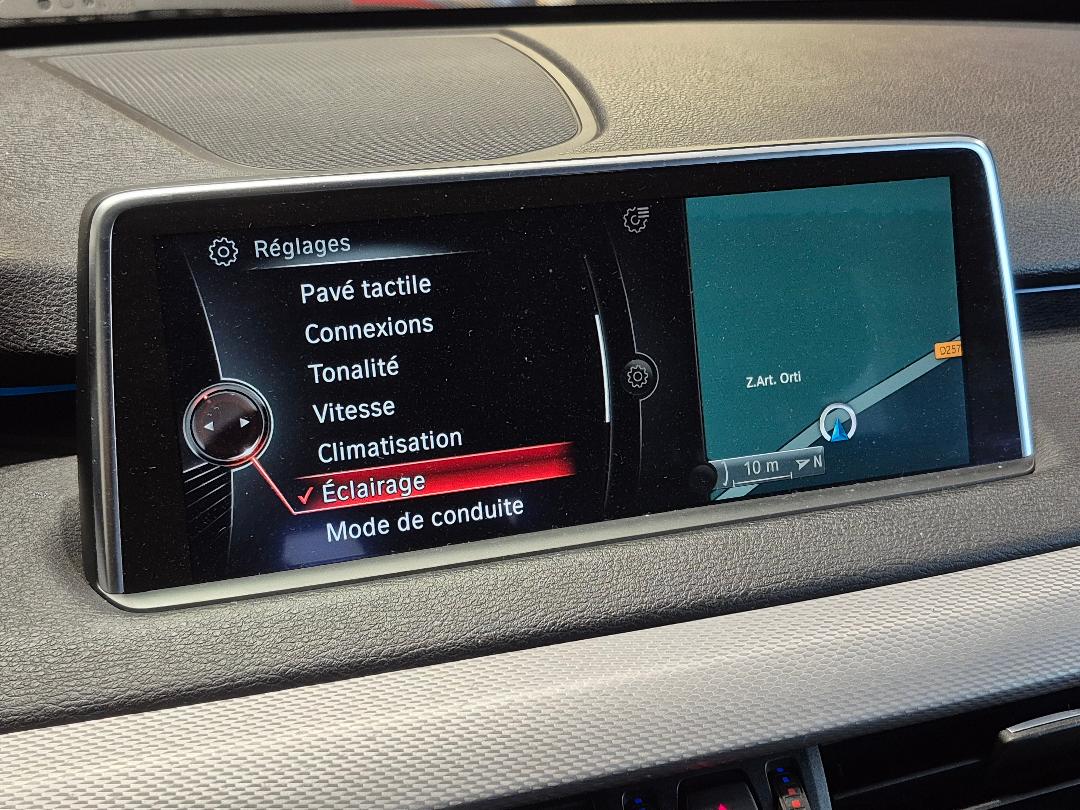 Réglages
Pavé tactile
Connexions
Tonalité
Vitesse
Climatisation
Éclairage
Mode de conduite
D257
Z.Art. Orti
10 m
N